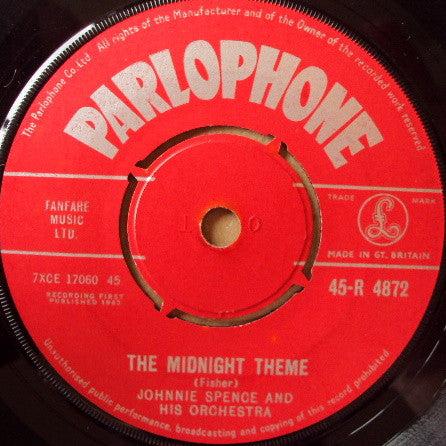 All rights of the Manufacturer and of the Owner of the recorded work reserved
The Parlophone Co. Ltd.
PARLOPHONE
FANFARE
MUSIC
LTD.
TRADE MARK
£
MADE IN GT. BRITAIN
7XCE 17060 45
RECORDING FIRST
PUBLISHED 1962
45-R 4872
THE MIDNIGHT THEME
(Fisher)
JOHNNIE SPENCE AND
HIS ORCHESTRA
Unauthorised public performance, broadcasting and copying of this record prohibited